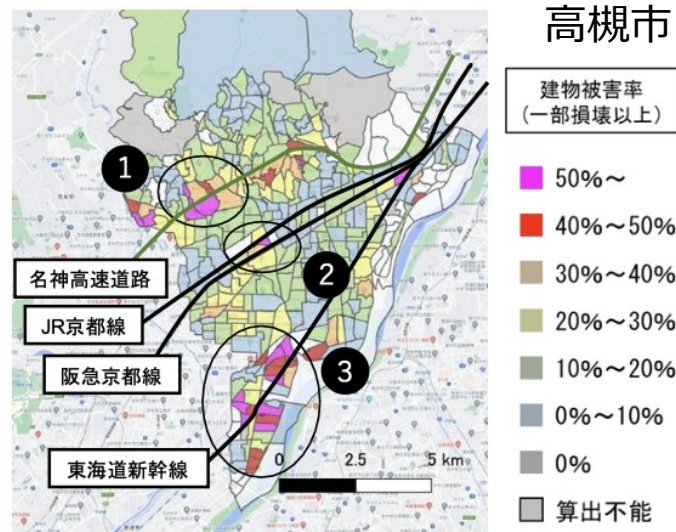 高槻市
建物被害率
(一部損壊以上)
50%～
40%～50%
30%～40%
20%～30%
10%～20%
0%～10%
0%
算出不能
1
2
3
名神高速道路
JR京都線
阪急京都線
東海道新幹線
0 2.5 5 km